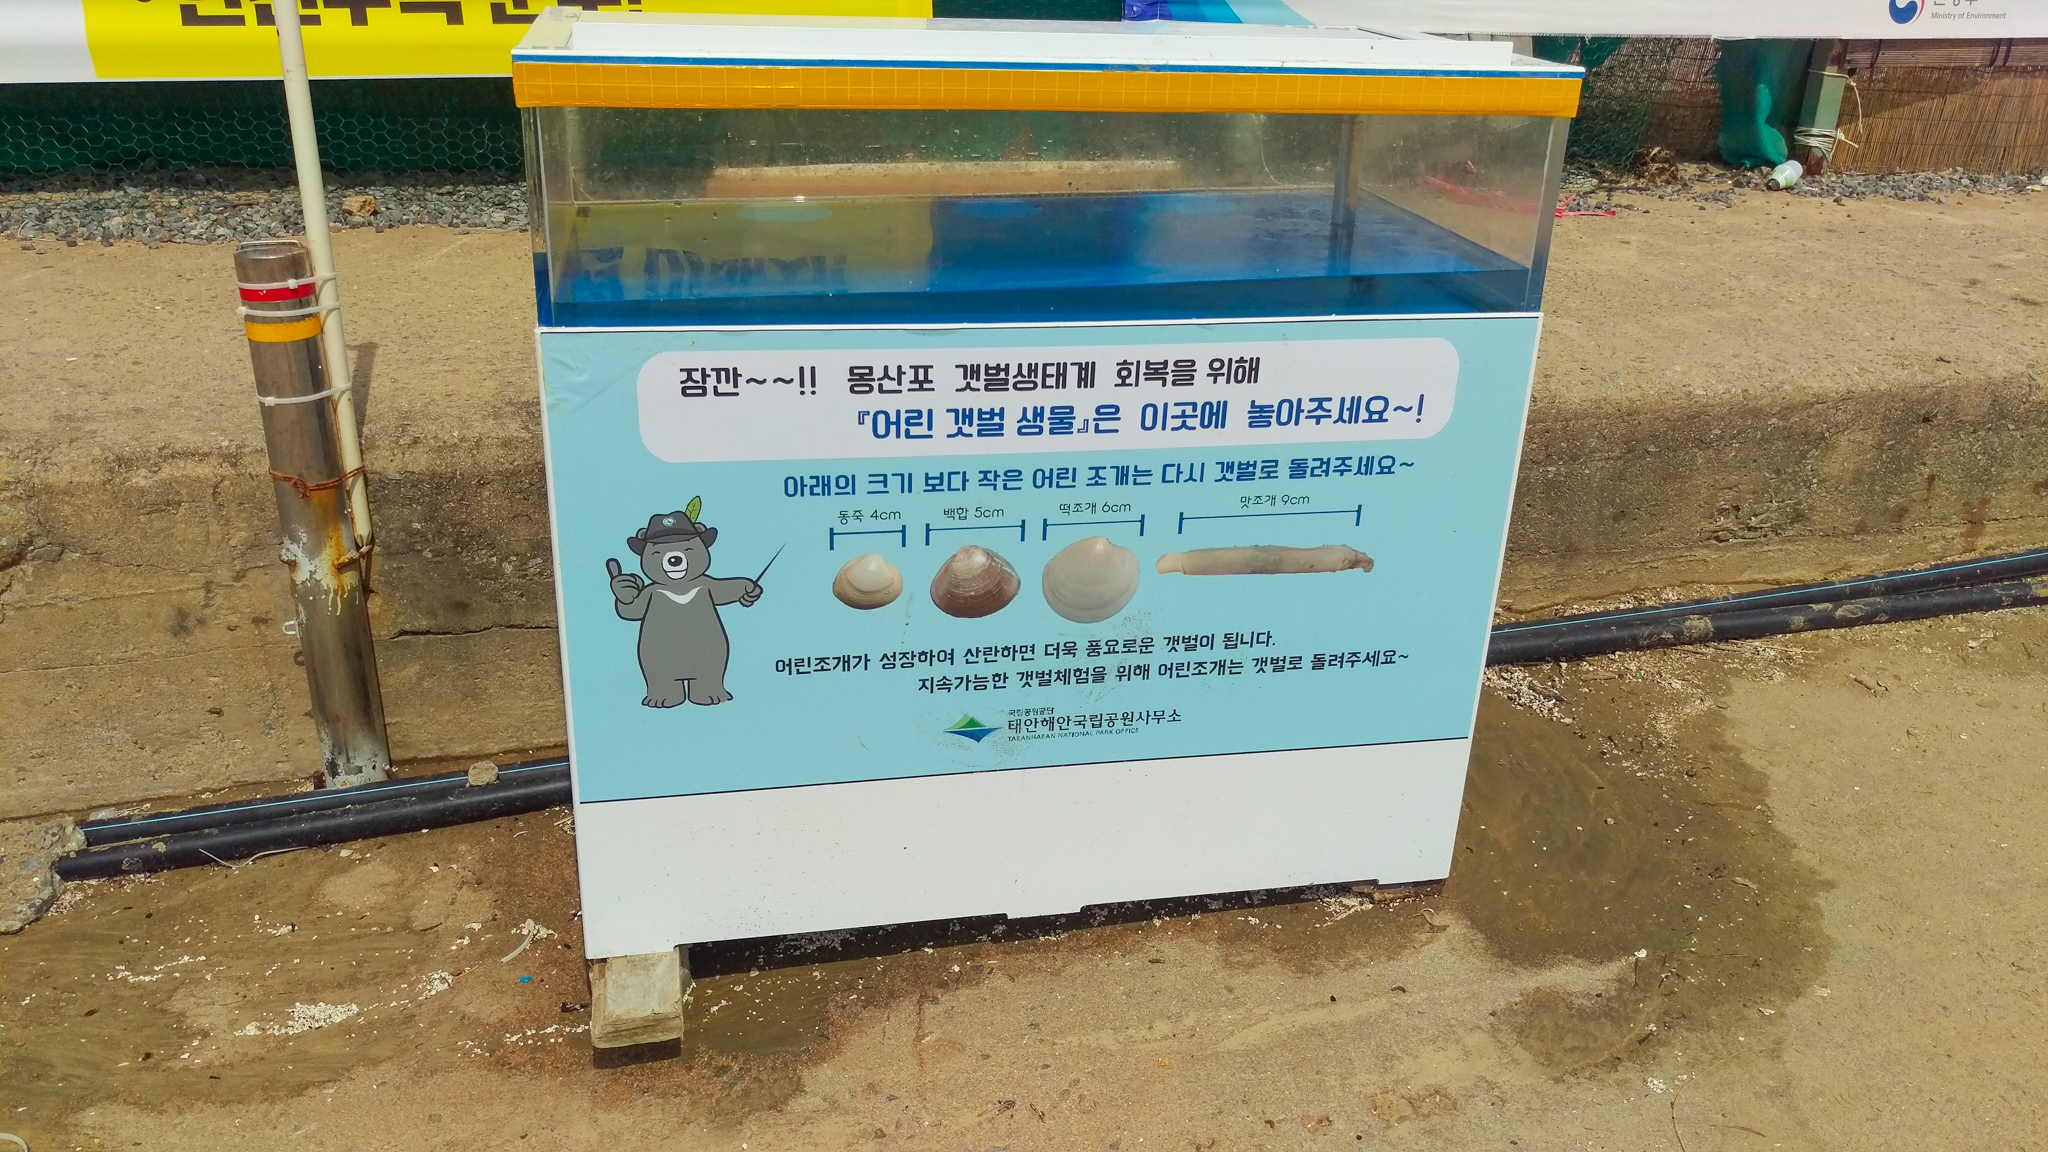 Ministry of Environment
잠깐~~!! 몽산포 갯벌생태계 회복을 위해
『어린 갯벌 생물』은 이곳에 놓아주세요~!
아래의 크기 보다 작은 어린 조개는 다시 갯벌로 돌려주세요~
동죽 4cm 백합 5cm 떡조개 6cm 맛조개 9cm
어린조개가 성장하여 산란하면 더욱 풍요로운 갯벌이 됩니다.
지속가능한 갯벌체험을 위해 어린조개는 갯벌로 돌려주세요~
국립공원공단
태안해안국립공원사무소
TAEANHAEAN NATIONAL PARK OFFICE